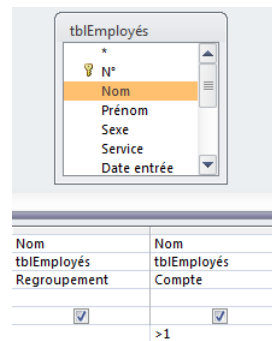 tblEmployés
*
N°
Nom
Prénom
Sexe
Service
Date entrée
Nom Nom
tblEmployés tblEmployés
Regroupement Compte
>1